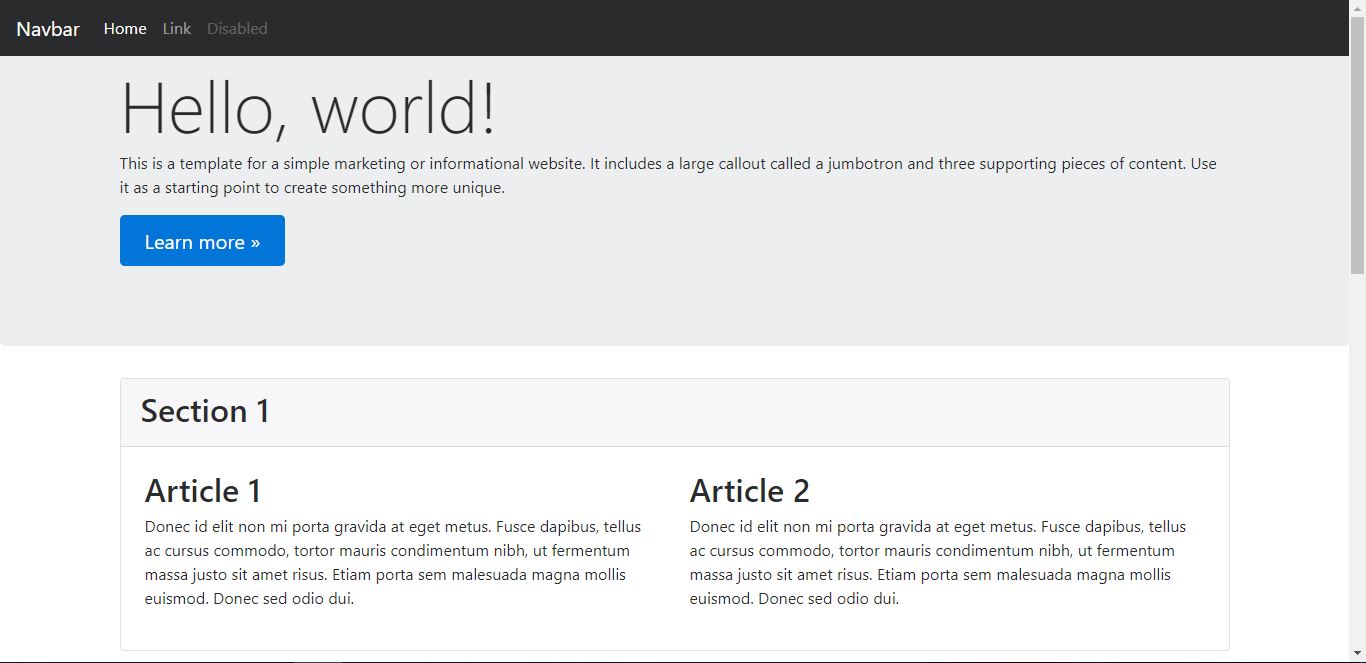 Navbar Home Link Disabled
Hello, world!
This is a template for a simple marketing or informational website. It includes a large callout called a jumbotron and three supporting pieces of content. Use
it as a starting point to create something more unique.
Learn more »
Section 1
Article 1
Donec id elit non mi porta gravida at eget metus. Fusce dapibus, tellus
ac cursus commodo, tortor mauris condimentum nibh, ut fermentum
massa justo sit amet risus. Etiam porta sem malesuada magna mollis
euismod. Donec sed odio dui.
Article 2
Donec id elit non mi porta gravida at eget metus. Fusce dapibus, tellus
ac cursus commodo, tortor mauris condimentum nibh, ut fermentum
massa justo sit amet risus. Etiam porta sem malesuada magna mollis
euismod. Donec sed odio dui.